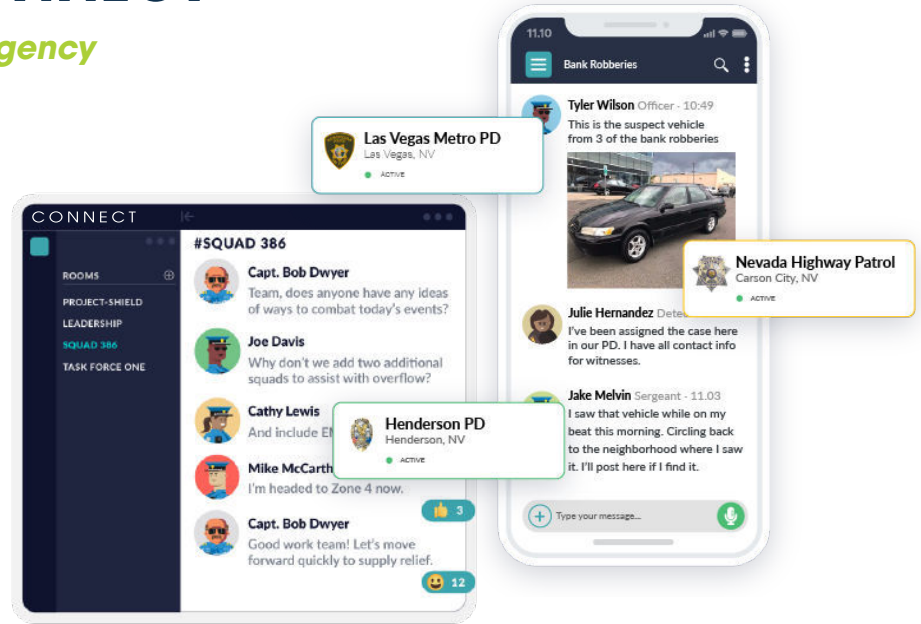 gency
CONNECT
ROOMS
PROJECT-SHIELD
LEADERSHIP
SQUAD 386
TASK FORCE ONE
#SQUAD 386
Capt. Bob Dwyer
Team, does anyone have any ideas
of ways to combat today's events?
Joe Davis
Why don't we add two additional
squads to assist with overflow?
Cathy Lewis
And include
Mike McCarth
I'm headed to Zone 4 now.
3
Capt. Bob Dwyer
Good work team! Let's move
forward quickly to supply relief.
12
Las Vegas Metro PD
Las Vegas, NV
ACTIVE
Henderson PD
Henderson, NV
ACTIVE
11.10
Bank Robberies
Tyler Wilson Officer - 10:49
This is the suspect vehicle
from 3 of the bank robberies
Nevada Highway Patrol
Carson City, NV
ACTIVE
Julie Hernandez Dete
I've been assigned the case here
in our PD. I have all contact info
for witnesses.
Jake Melvin Sergeant - 11.03
I saw that vehicle while on my
beat this morning. Circling back
to the neighborhood where I saw
it. I'll post here if I find it.
Type your message...